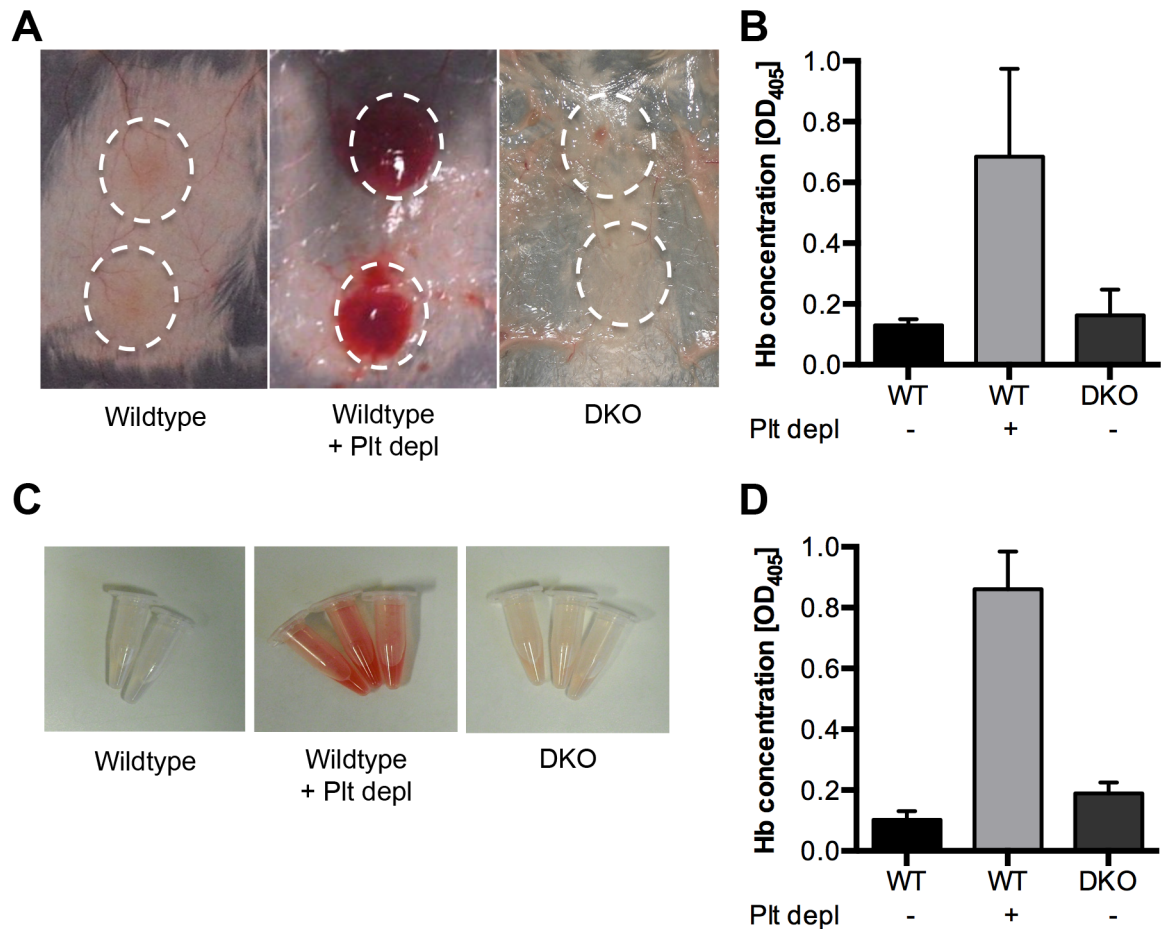 A
Wildtype
Wildtype
+ Plt depl
DKO
B
Hb concentration [OD405]
1.0
0.8
0.6
0.4
0.2
0.0
WT WT DKO
Plt depl - + -
C
Wildtype
Wildtype
+ Plt depl
DKO
D
Hb concentration [OD405]
1.0
0.8
0.6
0.4
0.2
0.0
WT WT DKO
Plt depl - + -